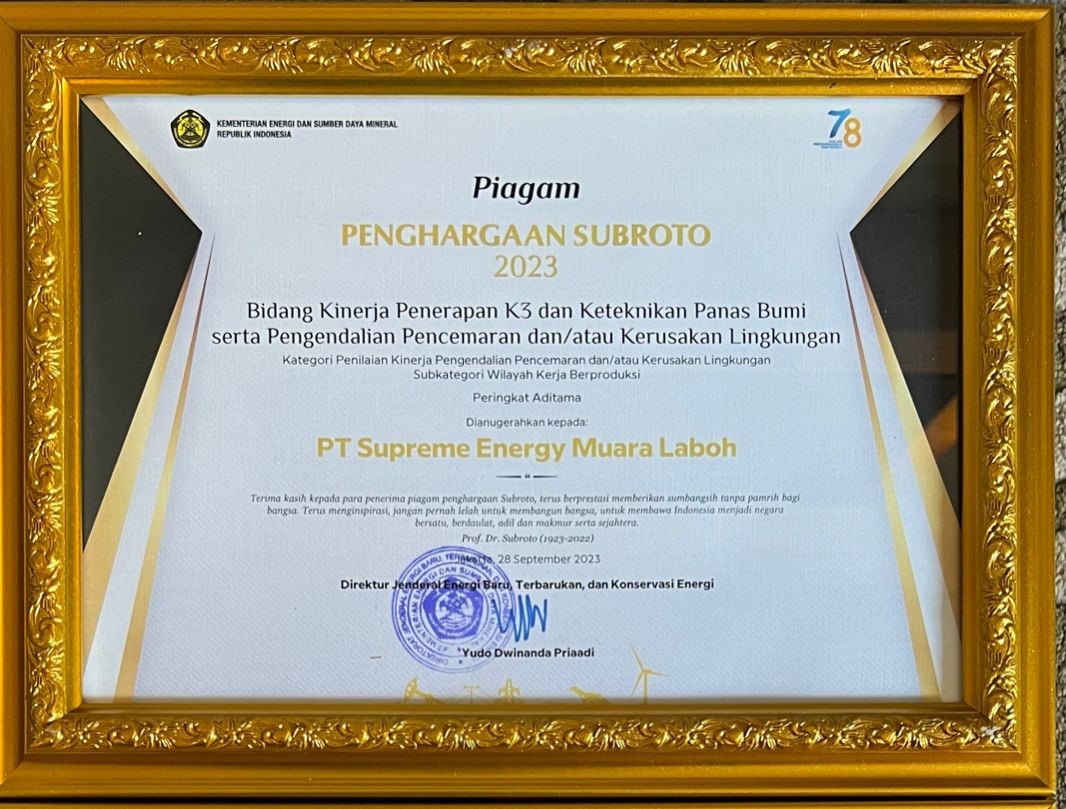 KEMENTERIAN ENERGI DAN SUMBER DAYA MINERAL
REPUBLIK INDONESIA
78
Piagam
PENGHARGAAN SUBROTO
2023
Bidang Kinerja Penerapan K3 dan Keteknikan Panas Bumi
serta Pengendalian Pencemaran dan/atau Kerusakan Lingkungan
Kategori Penilaian Kinerja Pengendalian Pencemaran dan/atau Kerusakan Lingkungan
Subkategori Wilayah Kerja Berproduksi
Peringkat Aditama
Dianugerahkan kepada:
PT Supreme Energy Muara Laboh
Terima kasih kepada para penerima piagam penghargaan Subroto, terus berprestasi memberikan sumbangsih tanpa pamrih bagi
bangsa. Terus menginspirasi, jangan pernah lelah untuk membangun bangsa, untuk membawa Indonesia menjadi negara
bersatu, berdaulat, adil dan makmur serta sejahtera.
Prof. Dr. Subroto (1923-2022)
Jakarta, 28 September 2023
Direktur Jenderal Energi Baru, Terbarukan, dan Konservasi Energi
Yudo Dwinanda Priaadi